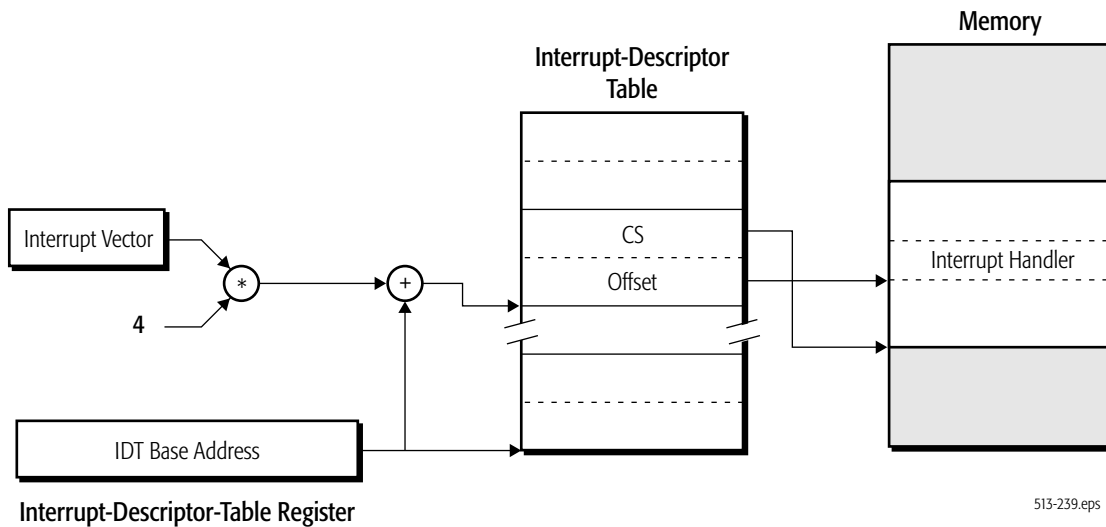 Memory
Interrupt-Descriptor
Table
CS
Interrupt Vector
Interrupt Handler
Offset
*
+
4
IDT Base Address
Interrupt-Descriptor-Table Register
513-239.eps